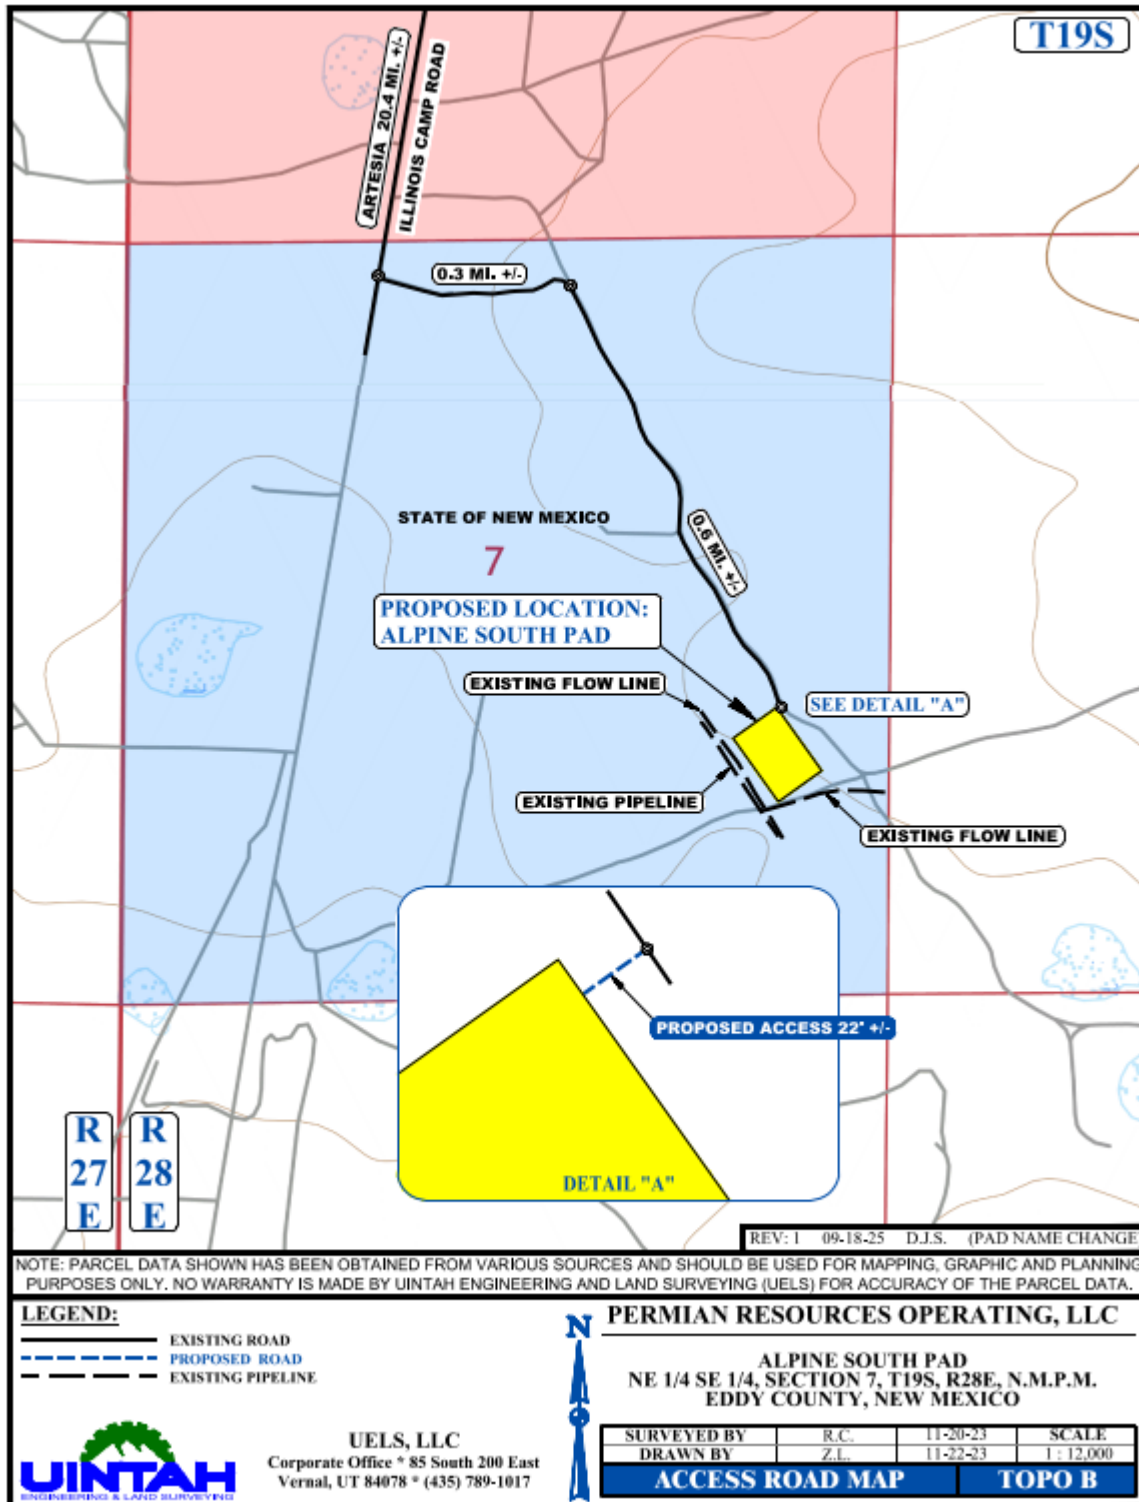 T19S
ARTESIA 20.4 MI. +/-
ILLINOIS CAMP ROAD
0.3 MI. +/-
STATE OF NEW MEXICO
7
0.6 MI. +/-
PROPOSED LOCATION:
ALPINE SOUTH PAD
EXISTING FLOW LINE
SEE DETAIL "A"
EXISTING PIPELINE
EXISTING FLOW LINE
PROPOSED ACCESS 22' +/-
DETAIL "A"
R
27
E
R
28
E
REV: 1 09-18-25 D.J.S. (PAD NAME CHANGE
NOTE: PARCEL DATA SHOWN HAS BEEN OBTAINED FROM VARIOUS SOURCES AND SHOULD BE USED FOR MAPPING, GRAPHIC AND PLANNING
PURPOSES ONLY. NO WARRANTY IS MADE BY UINTAH ENGINEERING AND LAND SURVEYING (UELS) FOR ACCURACY OF THE PARCEL DATA.
LEGEND:
EXISTING ROAD
PROPOSED ROAD
EXISTING PIPELINE
N
PERMIAN RESOURCES OPERATING, LLC
ALPINE SOUTH PAD
NE 1/4 SE 1/4, SECTION 7, T19S, R28E, N.M.P.M.
EDDY COUNTY, NEW MEXICO
UINTAH
ENGINEERING & LAND SURVEYING
UELS, LLC
Corporate Office * 85 South 200 East
Vernal, UT 84078 * (435) 789-1017
SURVEYED BY R.C. 11-20-23 SCALE
DRAWN BY Z.L. 11-22-23 1 : 12,000
ACCESS ROAD MAP TOPO B